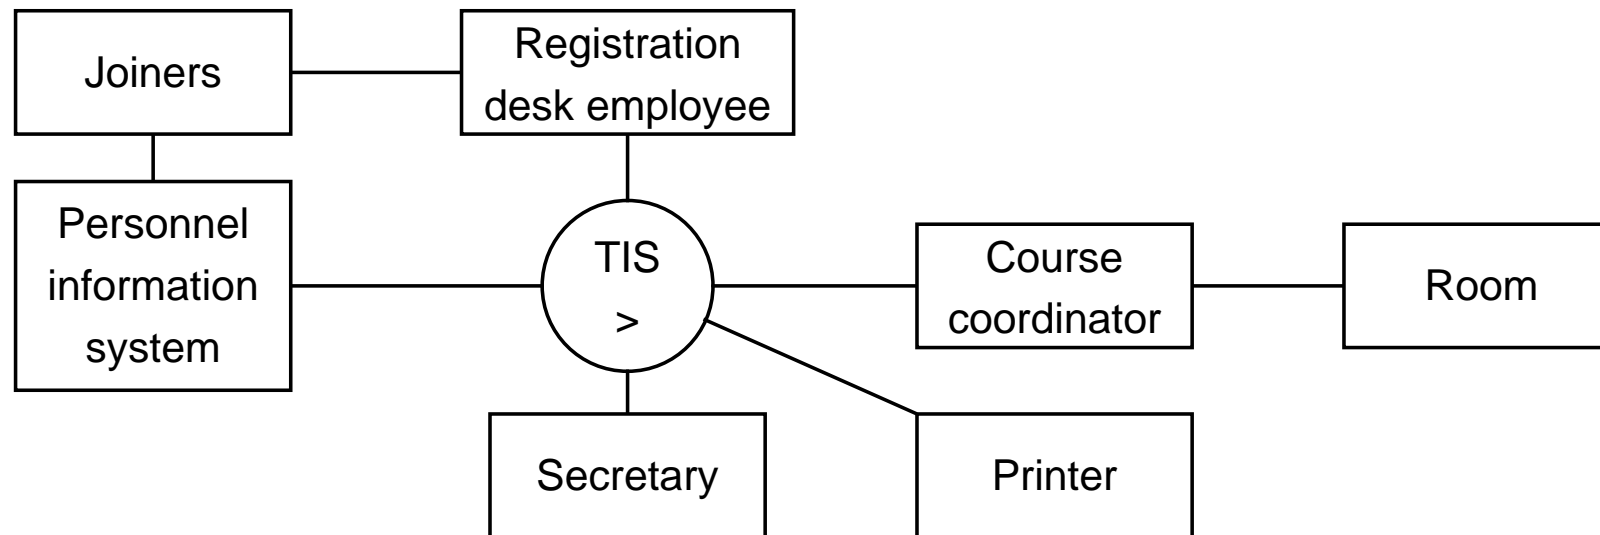 Joiners
Registration
desk employee
Personnel
information
system
TIS
>
Course
coordinator
Room
Secretary
Printer